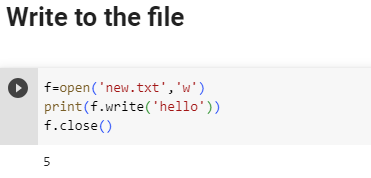 Write to the file
f=open('new.txt','w')
print(f.write('hello'))
f.close()
5